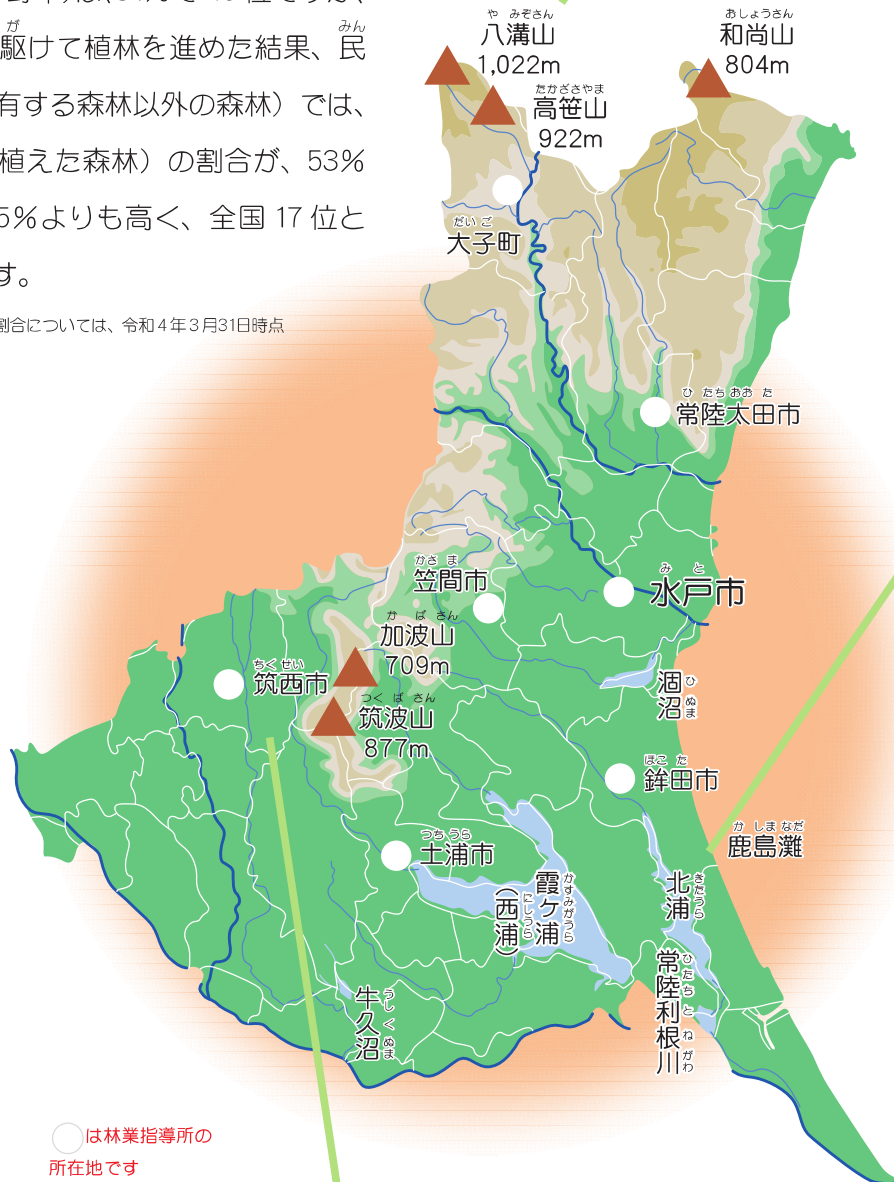 駆けて植林を進めた結果、民
有する森林以外の森林）では、
植えた森林）の割合が、53％
5％よりも高く、全国 17 位と
す。
割合については、令和４年３月31日時点
八溝山
1,022m
和尚山
804m
高笹山
922m
大子町
常陸太田市
笠間市
水戸市
加波山
709m
筑西市
筑波山
877m
涸沼
鉾田市
土浦市
鹿島灘
霞ヶ浦
（西浦）
北浦
常陸利根川
牛久沼
は林業指導所の
所在地です